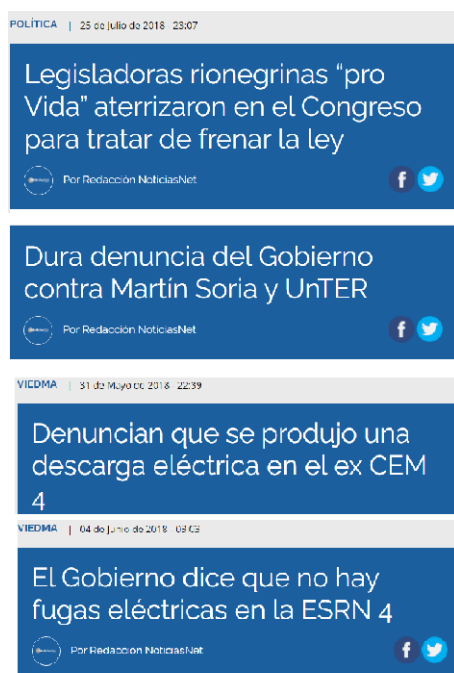 POLÍTICA | 25 de Julio de 2018 23:07
Legisladoras rionegrinas “pro
Vida” aterrizaron en el Congreso
para tratar de frenar la ley
Por Redacción NoticiasNet
Dura denuncia del Gobierno
contra Martín Soria y UnTER
Por Redacción NoticiasNet
VIEDMA | 31 de Mayo de 2018 22:39
Denuncian que se produjo una
descarga eléctrica en el ex CEM
4
VIEDMA | 04 de Junio de 2018 09:03
El Gobierno dice que no hay
fugas eléctricas en la ESRN 4
Por Redacción NoticiasNet